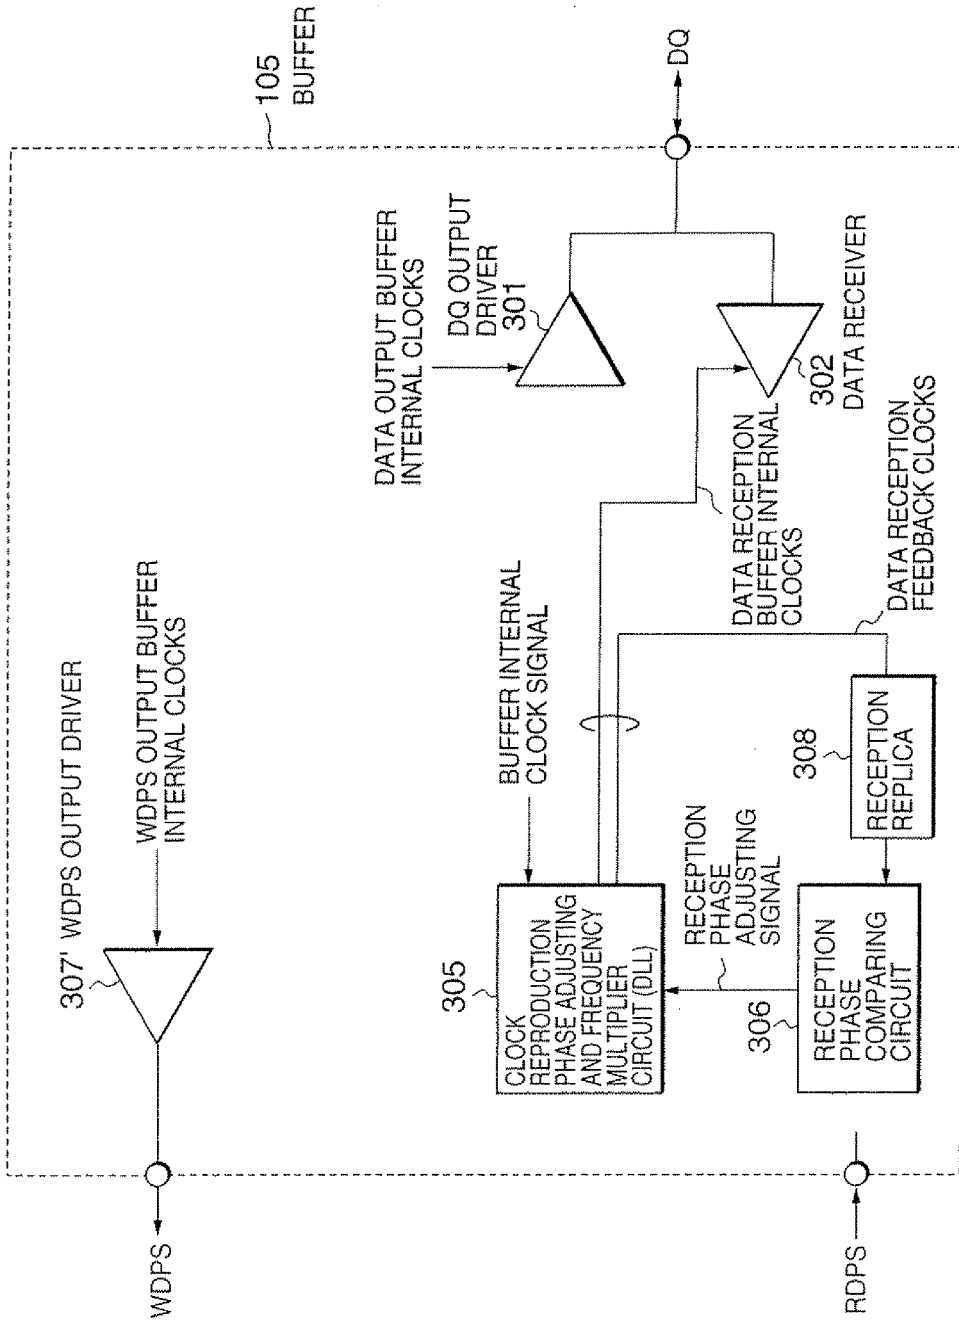 105
BUFFER
WDPS
307' WDPS OUTPUT DRIVER
WDPS OUTPUT BUFFER
INTERNAL CLOCKS
DATA OUTPUT BUFFER
INTERNAL CLOCKS
DQ OUTPUT
DRIVER
301
DQ
BUFFER INTERNAL
CLOCK SIGNAL
305
CLOCK
REPRODUCTION
PHASE ADJUSTING
AND FREQUENCY
MULTIPLIER
CIRCUIT (DLL)
RECEPTION
PHASE
ADJUSTING
SIGNAL
DATA RECEPTION
BUFFER INTERNAL
CLOCKS
302
DATA RECEIVER
DATA RECEPTION
FEEDBACK CLOCKS
306
RECEPTION
PHASE
COMPARING
CIRCUIT
308
RECEPTION
REPLICA
RDPS